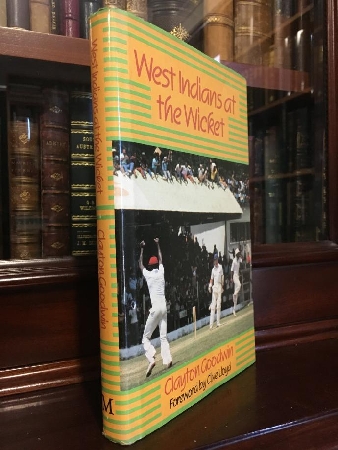 West Indians at
the Wicket
Clayton Goodwin
Foreword by Clive Lloyd
West Indians at the Wicket
Clayton Goodwin
M